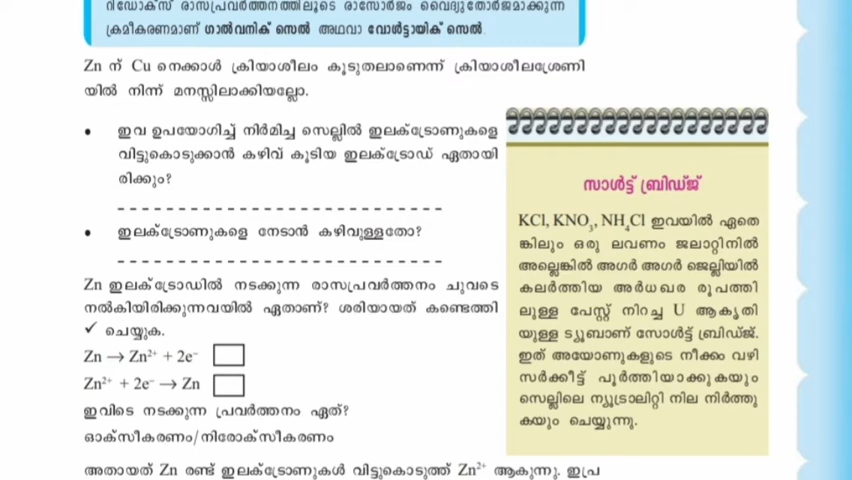 റിഡോക്സ് രാസപ്രവർത്തനത്തിലൂടെ രാസോർജം വൈദ്യുതോർജമാക്കുന്ന
ക്രമീകരണമാണ് ഗാൽവനിക് സെൽ അഥവാ വോൾട്ടായിക് സെൽ.
Zn ന് Cu നെക്കാൾ ക്രിയാശീലം കൂടുതലാണെന്ന് ക്രിയാശീലശ്രേണി
യിൽ നിന്ന് മനസ്സിലാക്കിയല്ലോ.
• ഇവ ഉപയോഗിച്ച് നിർമിച്ച സെല്ലിൽ ഇലക്ട്രോണുകളെ
വിട്ടുകൊടുക്കാൻ കഴിവ് കൂടിയ ഇലക്ട്രോഡ് ഏതായി
രിക്കും?
• ഇലക്ട്രോണുകളെ നേടാൻ കഴിവുള്ളതോ?
Zn ഇലക്ട്രോഡിൽ നടക്കുന്ന രാസപ്രവർത്തനം ചുവടെ
നൽകിയിരിക്കുന്നവയിൽ ഏതാണ്? ശരിയായത് കണ്ടെത്തി
✓ ചെയ്യുക.
Zn → Zn²⁺ + 2e⁻
Zn²⁺ + 2e⁻ → Zn
ഇവിടെ നടക്കുന്ന പ്രവർത്തനം ഏത്?
ഓക്സീകരണം/നിരോക്സീകരണം
അതായത് Zn രണ്ട് ഇലക്ട്രോണുകൾ വിട്ടുകൊടുത്ത് Zn²⁺ ആകുന്നു. ഇപ്ര
സാൾട്ട് ബ്രിഡ്ജ്
KCl, KNO₃, NH₄Cl ഇവയിൽ ഏതെ
ങ്കിലും ഒരു ലവണം ജലാറ്റിനിൽ
അല്ലെങ്കിൽ അഗർ അഗർ ജെല്ലിയിൽ
കലർത്തിയ അർധഖര രൂപത്തി
ലുള്ള പേസ്റ്റ് നിറച്ച U ആകൃതി
യുള്ള ട്യൂബാണ് സോൾട്ട് ബ്രിഡ്ജ്.
ഇത് അയോണുകളുടെ നീക്കം വഴി
സർക്കീട്ട് പൂർത്തിയാക്കുകയും
സെല്ലിലെ ന്യൂട്രാലിറ്റി നില നിർത്തു
കയും ചെയ്യുന്നു.